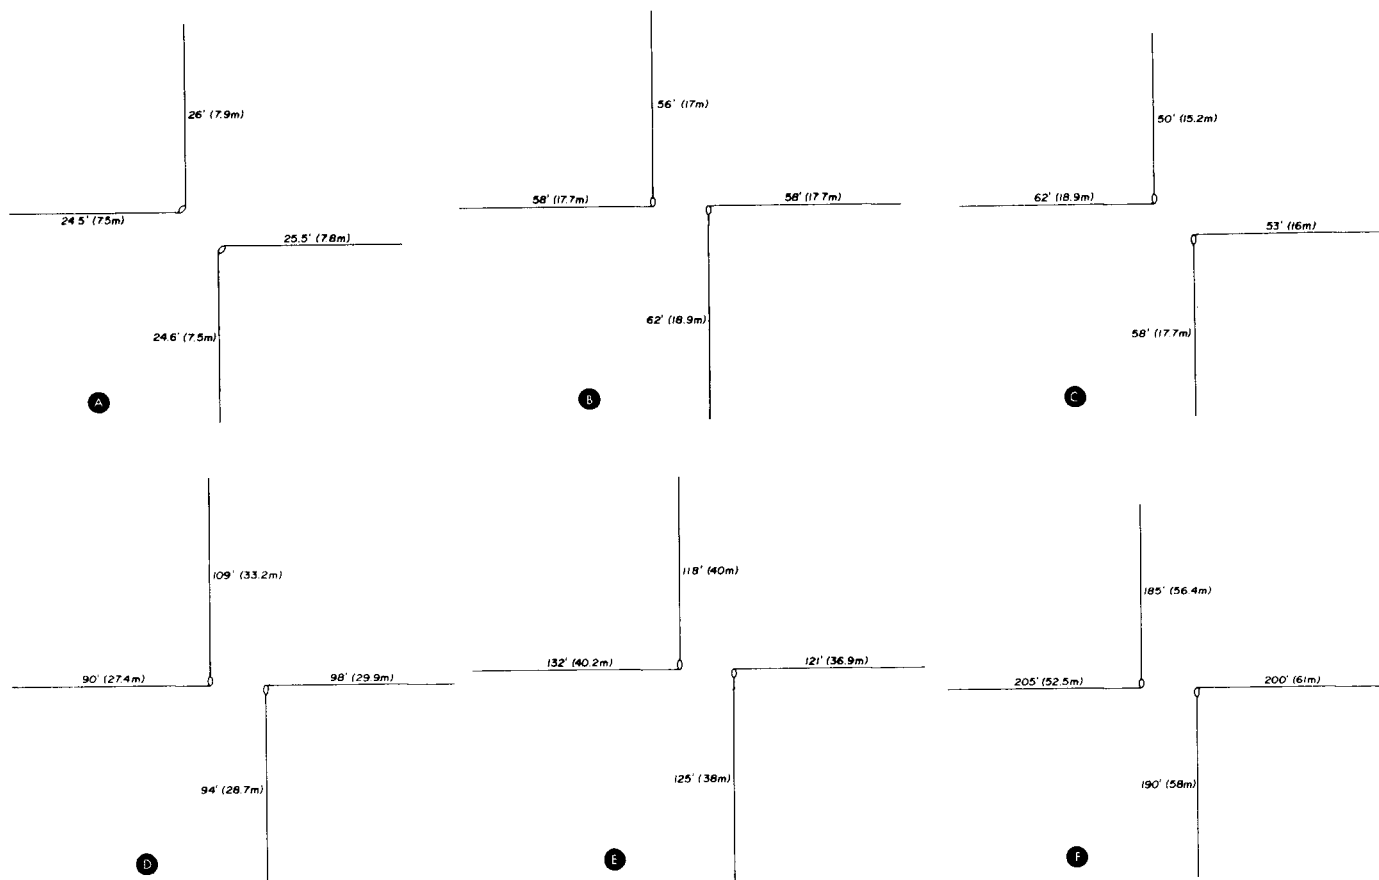 26' (7.9m)
24.5' (75m)
25.5' (7.8m)
24.6' (7.5m)
A
56' (17m)
58' (17.7m)
58' (17.7m)
62' (18.9m)
B
50' (15.2m)
62' (18.9m)
53' (16m)
58' (17.7m)
C
109' (33.2m)
90' (27.4m)
98' (29.9m)
94' (28.7m)
D
118' (40m)
132' (40.2m)
121' (36.9m)
125' (38m)
E
185' (56.4m)
205' (52.5m)
200' (61m)
190' (58m)
F